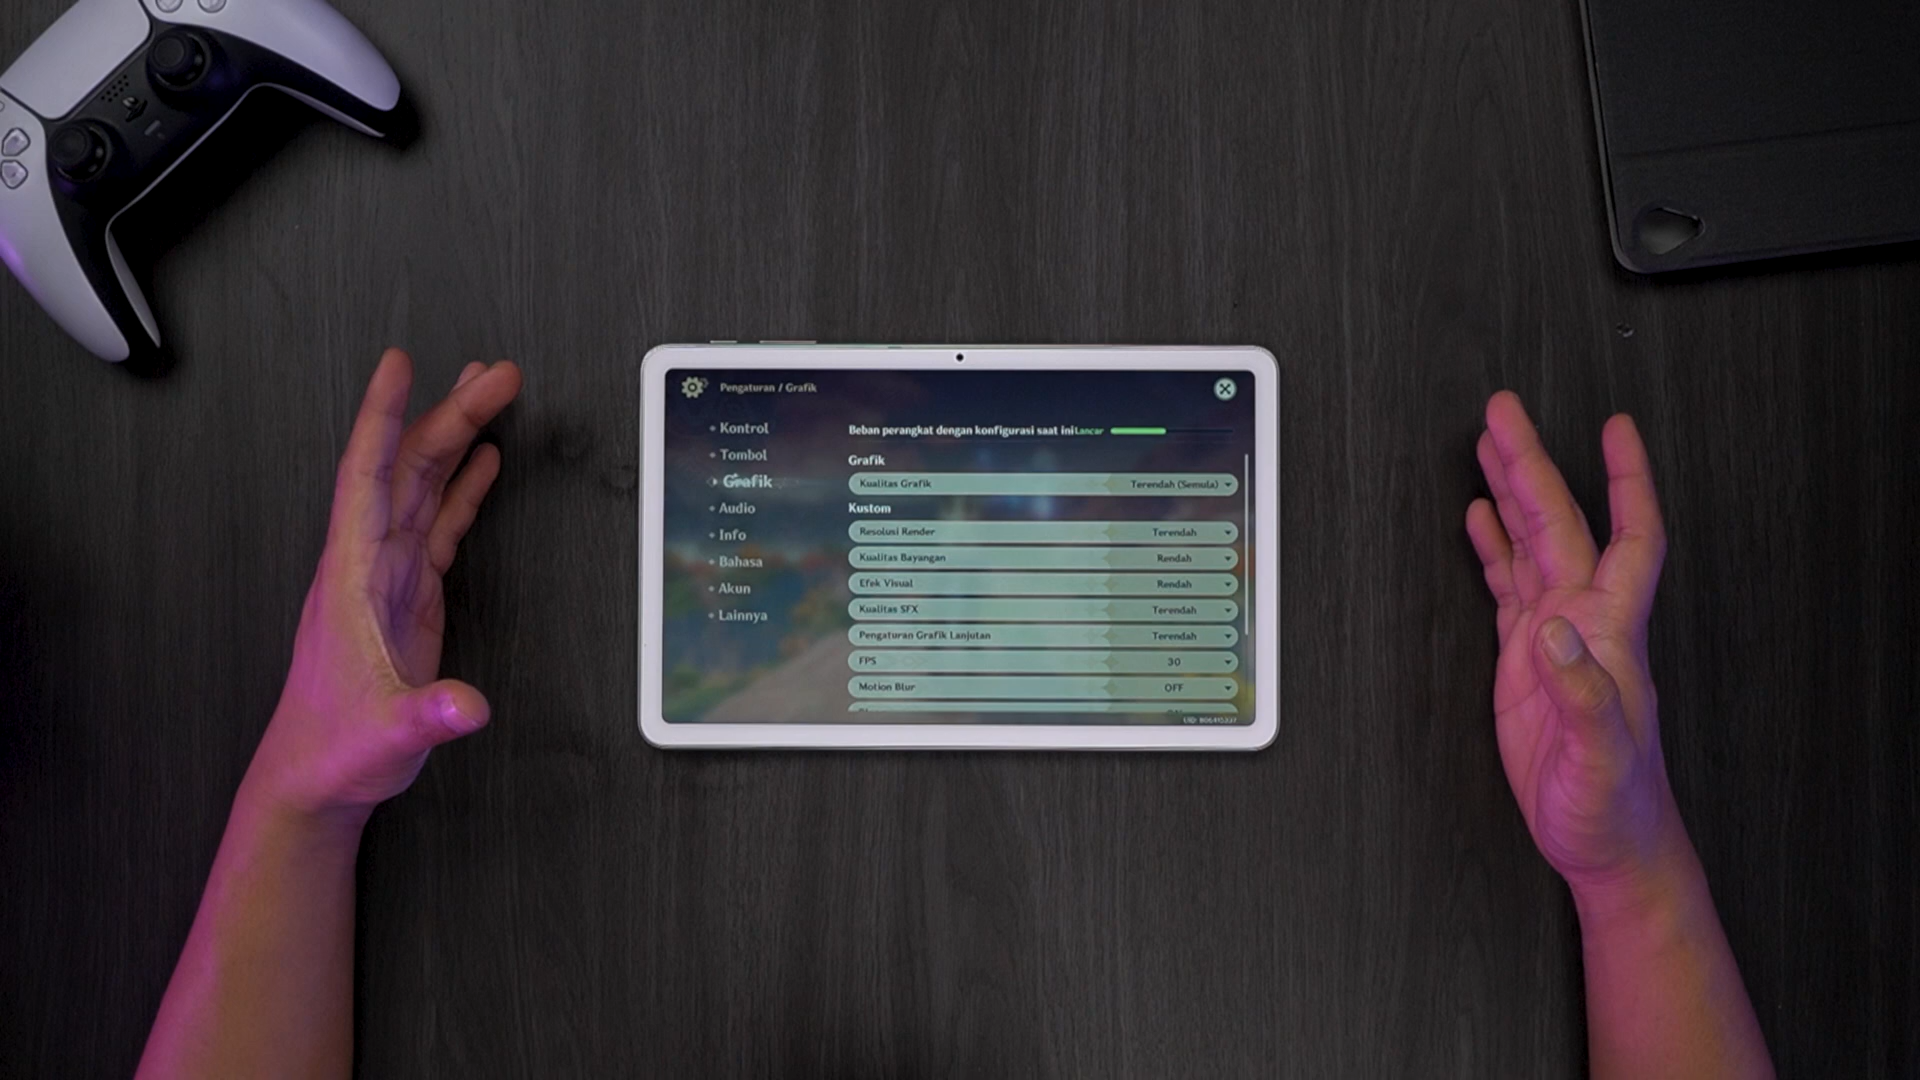 Pengaturan / Grafik
Kontrol
Tombol
Grafik
Audio
Info
Bahasa
Akun
Lainnya
Beban perangkat dengan konfigurasi saat ini Lancar
Grafik
Kualitas Grafik Terendah (Semula)
Kustom
Resolusi Render Terendah
Kualitas Bayangan Rendah
Efek Visual Rendah
Kualitas SFX Terendah
Pengaturan Grafik Lanjutan Terendah
FPS 30
Motion Blur OFF